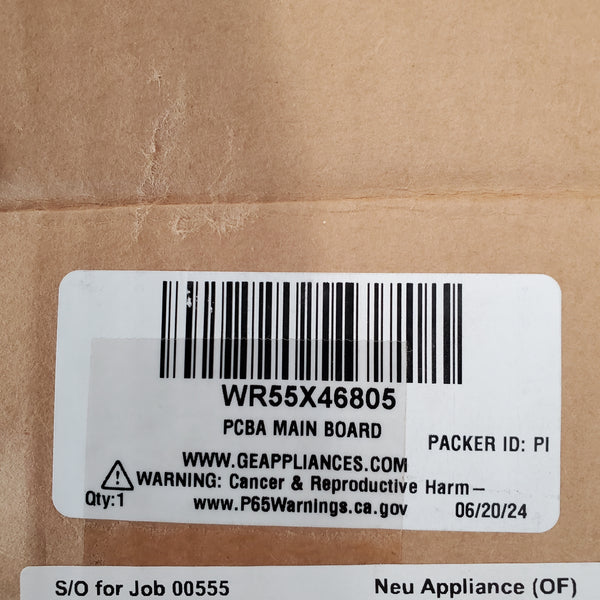 WR55X46805
PCBA MAIN BOARD
PACKER ID: PI
WWW.GEAPPLIANCES.COM
WARNING: Cancer & Reproductive Harm—
Qty:1 www.P65Warnings.ca.gov 06/20/24
S/O for Job 00555 Neu Appliance (OF)